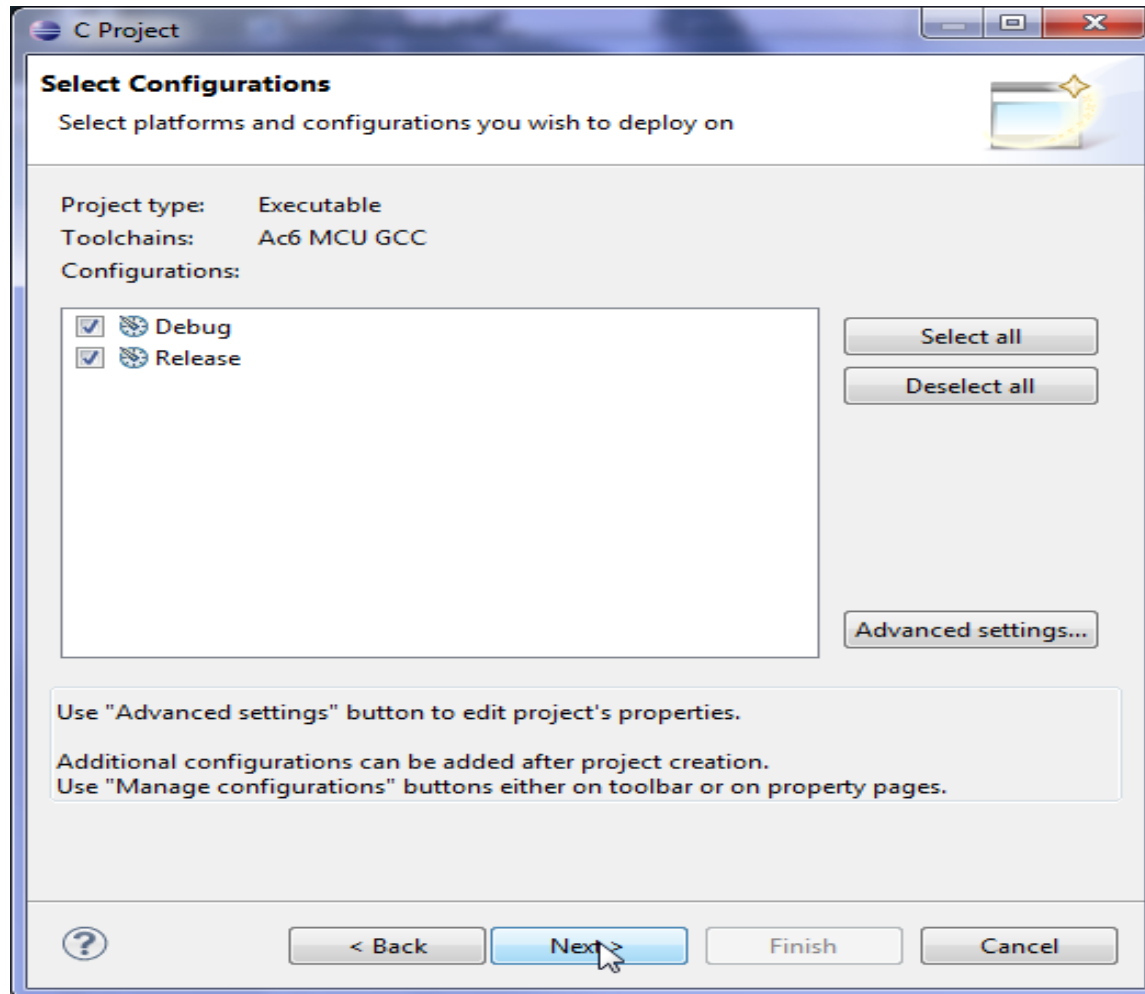 C Project
Select Configurations
Select platforms and configurations you wish to deploy on
Project type: Executable
Toolchains: Ac6 MCU GCC
Configurations:
Debug
Release
Select all
Deselect all
Advanced settings...
Use "Advanced settings" button to edit project's properties.
Additional configurations can be added after project creation.
Use "Manage configurations" buttons either on toolbar or on property pages.
?
< Back
Next >
Finish
Cancel